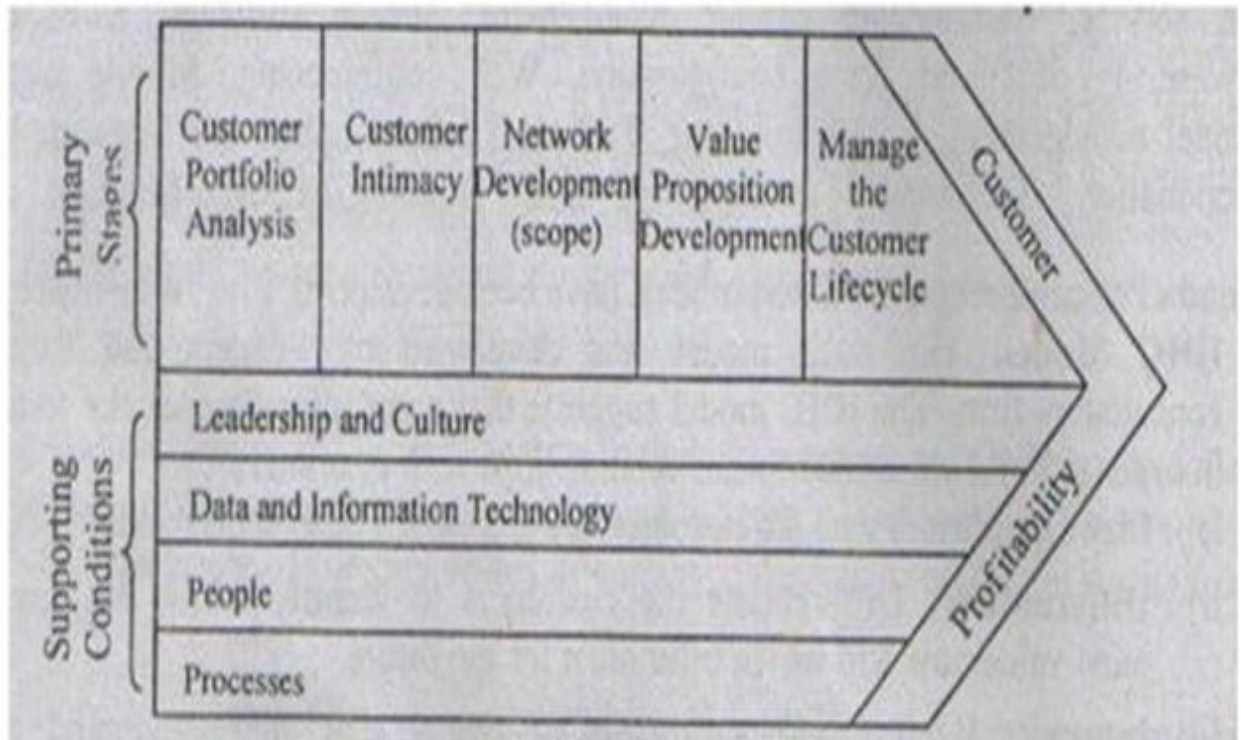 Primary
Stages
Customer
Portfolio
Analysis
Customer
Intimacy
Network
Development
(scope)
Value
Proposition
Development
Manage
the
Customer
Lifecycle
Customer
Profitability
Supporting
Conditions
Leadership and Culture
Data and Information Technology
People
Processes